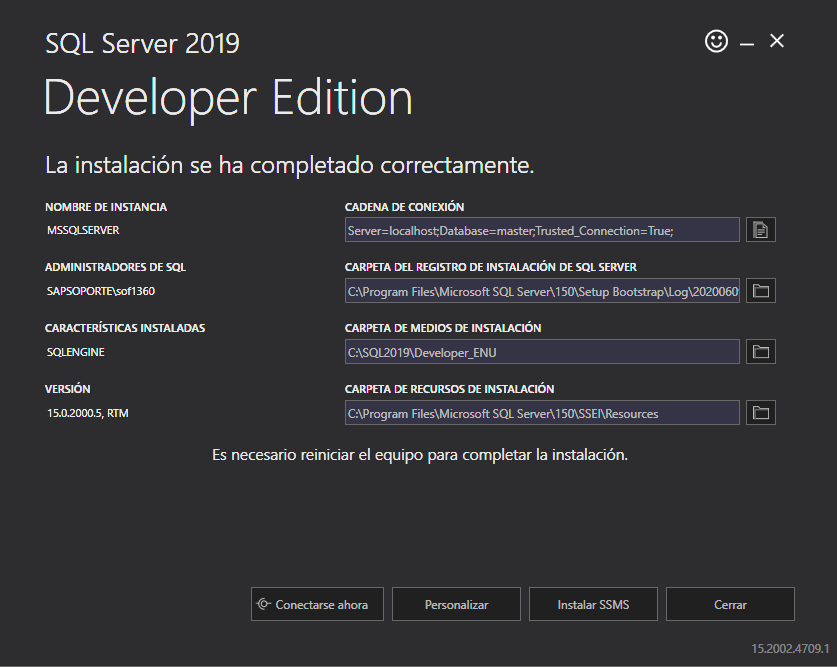 SQL Server 2019
Developer Edition
La instalación se ha completado correctamente.
NOMBRE DE INSTANCIA
MSSQLSERVER
CADENA DE CONEXIÓN
Server=localhost;Database=master;Trusted_Connection=True;
ADMINISTRADORES DE SQL
SAPSOPORTE\sof1360
CARPETA DEL REGISTRO DE INSTALACIÓN DE SQL SERVER
C:\Program Files\Microsoft SQL Server\150\Setup Bootstrap\Log\2020060
CARACTERÍSTICAS INSTALADAS
SQLENGINE
CARPETA DE MEDIOS DE INSTALACIÓN
C:\SQL2019\Developer_ENU
VERSIÓN
15.0.2000.5, RTM
CARPETA DE RECURSOS DE INSTALACIÓN
C:\Program Files\Microsoft SQL Server\150\SSEI\Resources
Es necesario reiniciar el equipo para completar la instalación.
Conectarse ahora
Personalizar
Instalar SSMS
Cerrar
15.2002.4709.1